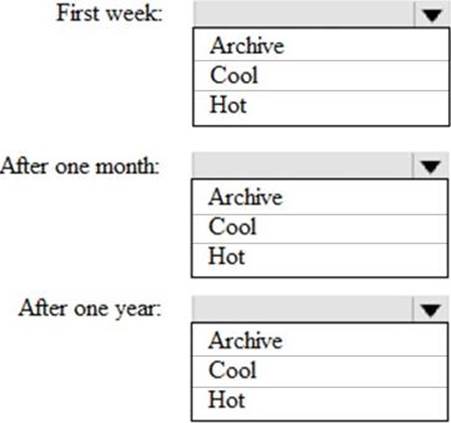 First week:
Archive
Cool
Hot
After one month:
Archive
Cool
Hot
After one year:
Archive
Cool
Hot